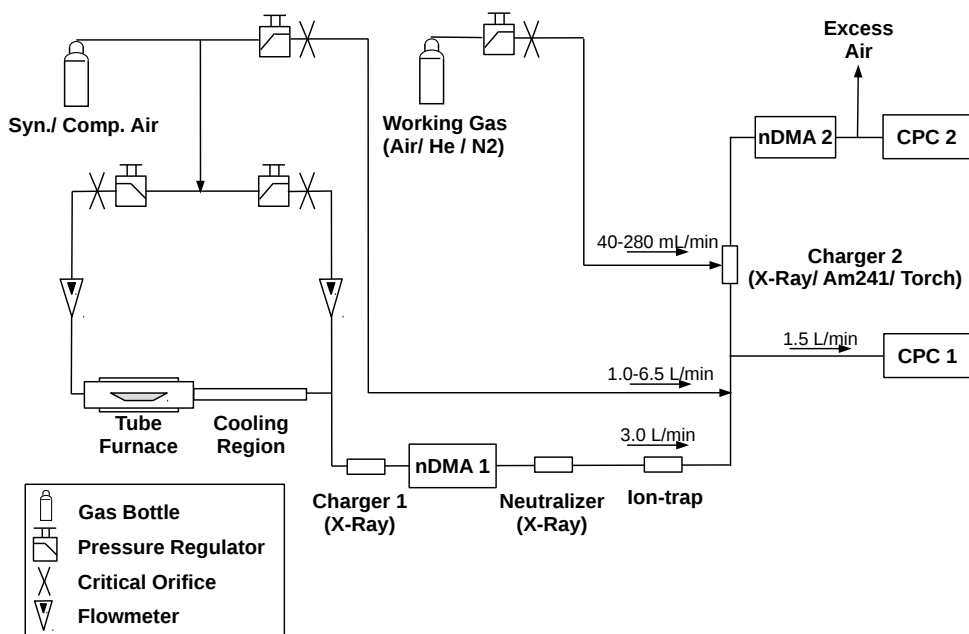 Excess
Air
Syn./ Comp. Air
Working Gas
(Air/ He / N2)
nDMA 2
CPC 2
40-280 mL/min
Charger 2
(X-Ray/ Am241/ Torch)
1.5 L/min
CPC 1
1.0-6.5 L/min
Tube
Furnace
Cooling
Region
3.0 L/min
nDMA 1
Charger 1
(X-Ray)
Neutralizer
(X-Ray)
Ion-trap
Gas Bottle
Pressure Regulator
Critical Orifice
Flowmeter